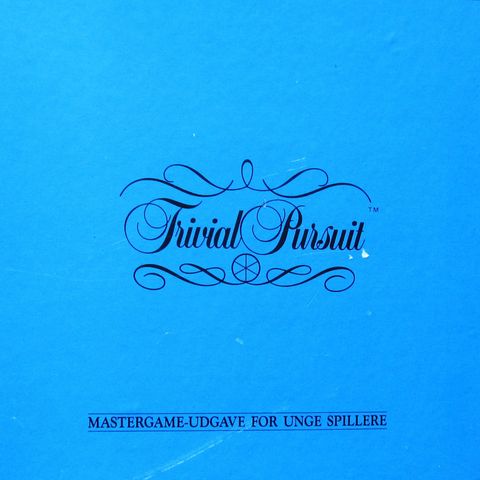 Trivial Pursuit™
MASTERGAME-UDGAVE FOR UNGE SPILLERE